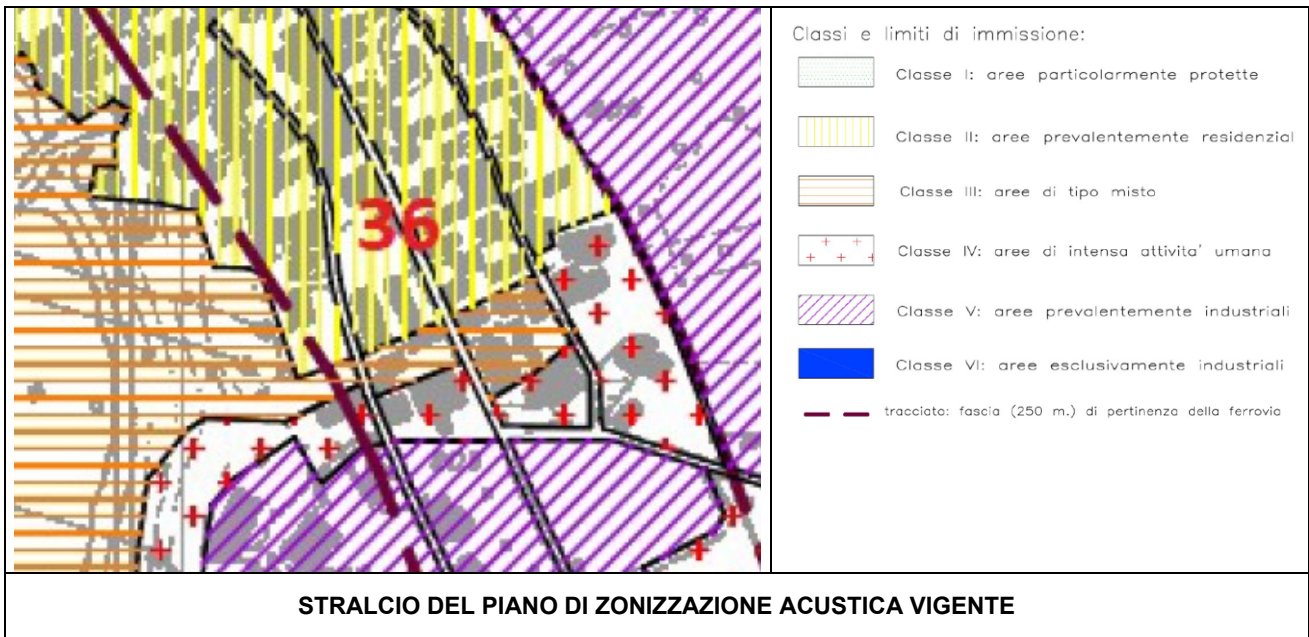 36
Classi e limiti di immissione:
Classe I: aree particolarmente protette
Classe II: aree prevalentemente residenzial
Classe III: aree di tipo misto
Classe IV: aree di intensa attivita' umana
Classe V: aree prevalentemente industriali
Classe VI: aree esclusivamente industriali
tracciato: fascia (250 m.) di pertinenza della ferrovia
STRALCIO DEL PIANO DI ZONIZZAZIONE ACUSTICA VIGENTE